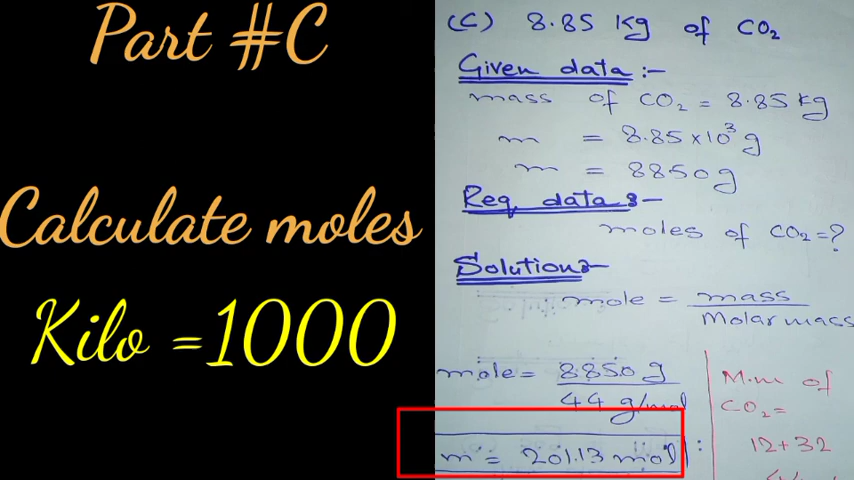 Part #C
Calculate moles
Kilo =1000
(C) 8.85 Kg of CO₂
Given data :-
mass of CO₂ = 8.85 Kg
m = 8.85 ×10³ g
m = 8850 g
Req data :-
moles of CO₂ = ?
Solution :-
mole = mass / Molar mass
mole = 8850 g / 44 g/mol
m = 201.13 mol
M.m of
CO₂ =
12+32